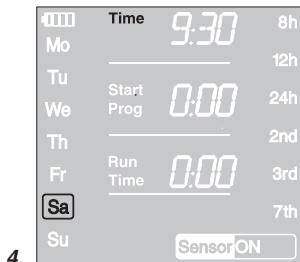 Time 9:30 8h
Mo
12h
Tu
Start Prog 0:00 24h
We
2nd
Th
Run Time 0:00 3rd
Fr
Sa
7th
Su
Sensor ON
4